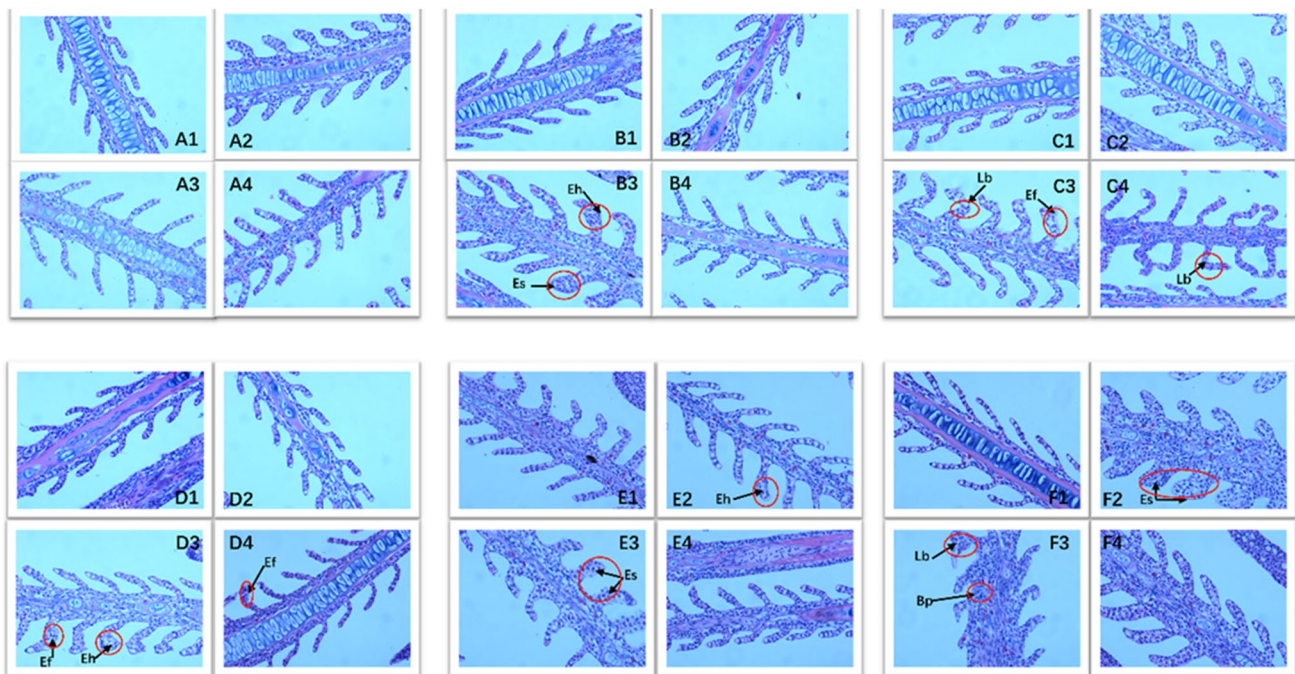 A1
A2
B1
B2
C1
C2
A3
A4
Eh
B3
Es
B4
Lb
C3
Ef
C4
Lb
D1
D2
E1
E2
Eh
F1
F2
Es
D3
Ef
Eh
D4
Ef
E3
Es
E4
Lb
F3
Bp
F4